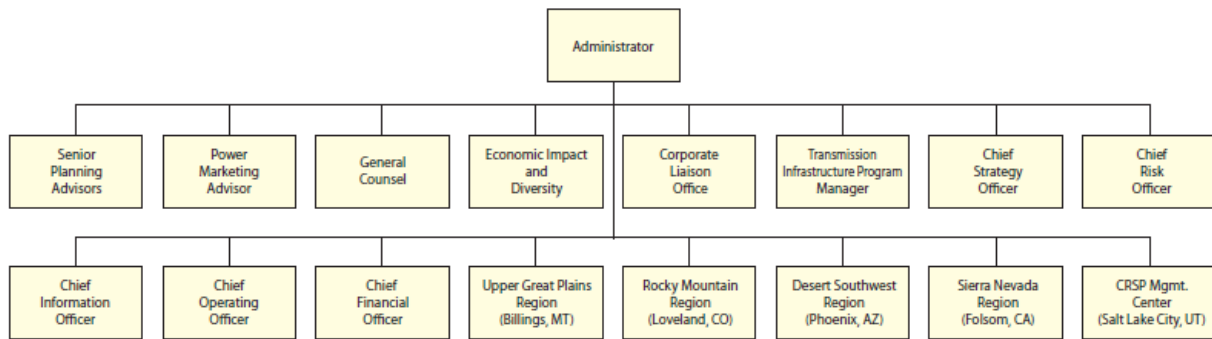 Administrator
Senior
Planning
Advisors
Power
Marketing
Advisor
General
Counsel
Economic Impact
and
Diversity
Corporate
Liaison
Office
Transmission
Infrastructure Program
Manager
Chief
Strategy
Officer
Chief
Risk
Officer
Chief
Information
Officer
Chief
Operating
Officer
Chief
Financial
Officer
Upper Great Plains
Region
(Billings, MT)
Rocky Mountain
Region
(Loveland, CO)
Desert Southwest
Region
(Phoenix, AZ)
Sierra Nevada
Region
(Folsom, CA)
CRSP Mgmt.
Center
(Salt Lake City, UT)